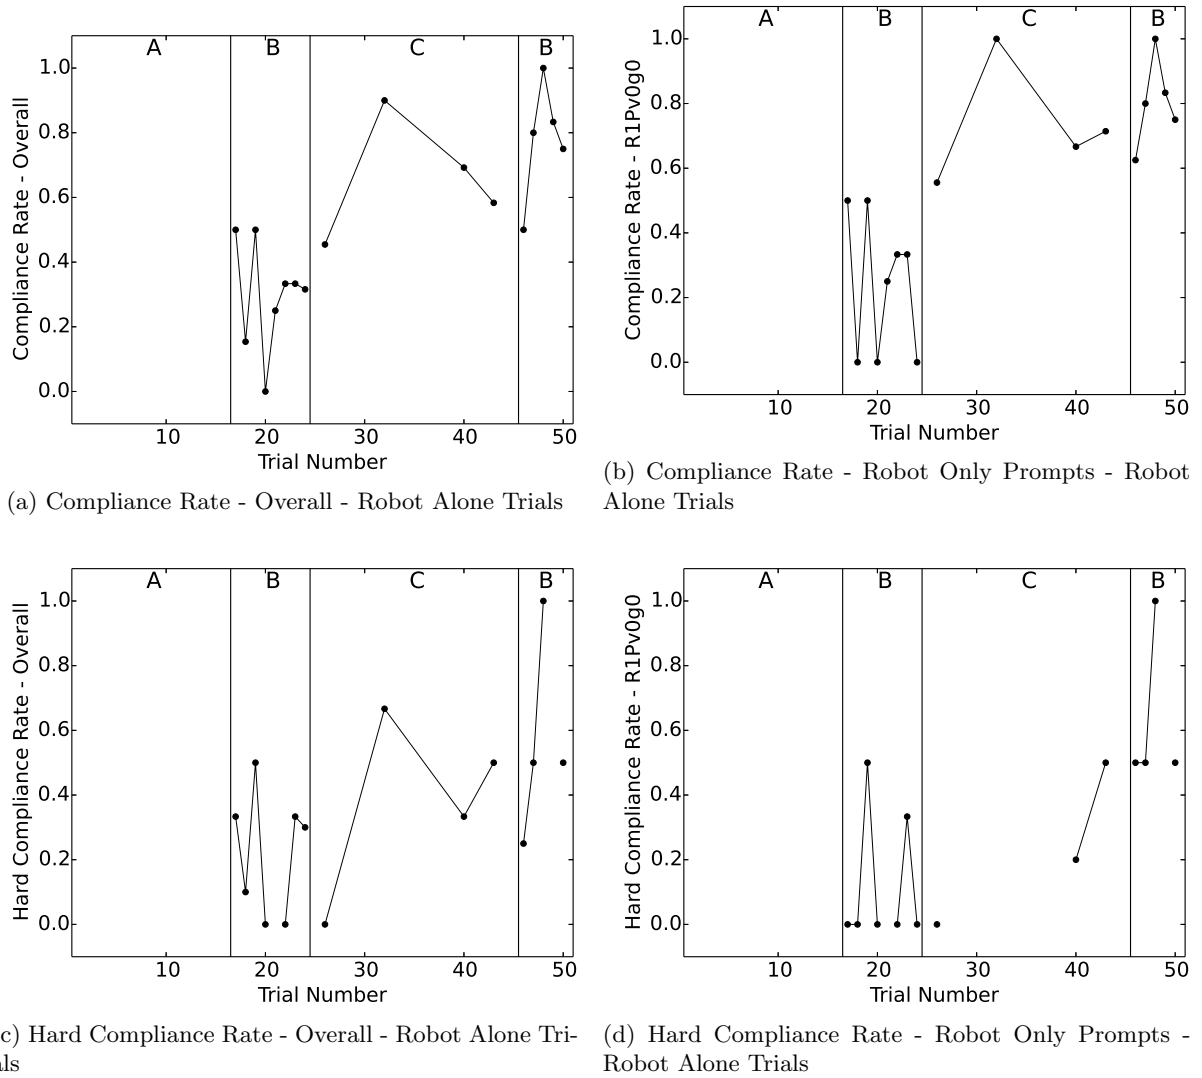 A B C B
1.0
0.8
0.6
0.4
0.2
0.0
Compliance Rate - Overall
10 20 30 40 50
Trial Number
(a) Compliance Rate - Overall - Robot Alone Trials
A B C B
1.0
0.8
0.6
0.4
0.2
0.0
Compliance Rate - R1Pv0g0
10 20 30 40 50
Trial Number
(b) Compliance Rate - Robot Only Prompts - Robot
Alone Trials
A B C B
1.0
0.8
0.6
0.4
0.2
0.0
Hard Compliance Rate - Overall
10 20 30 40 50
Trial Number
c) Hard Compliance Rate - Overall - Robot Alone Tri-
als
A B C B
1.0
0.8
0.6
0.4
0.2
0.0
Hard Compliance Rate - R1Pv0g0
10 20 30 40 50
Trial Number
(d) Hard Compliance Rate - Robot Only Prompts -
Robot Alone Trials